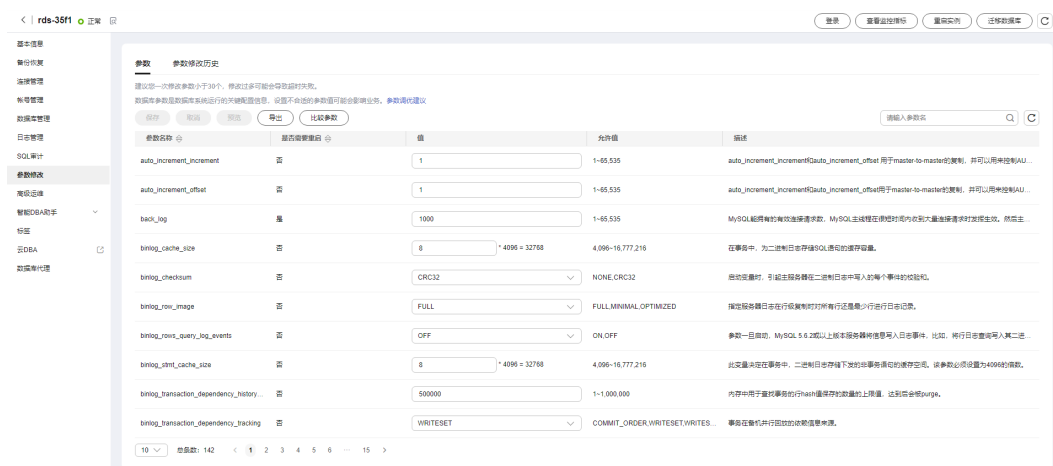 rds-35f1 正常
登录 查看监控指标 重启实例 迁移数据库
基本信息
备份恢复
连接管理
帐号管理
数据库管理
日志管理
SQL审计
参数修改
高级运维
智能DBA助手
标签
云DBA
数据库代理
参数 参数修改历史
建议您一次修改参数小于30个，修改过多可能会导致超时失败。
数据库参数是数据库系统运行的关键配置信息，设置不合适的参数值可能会影响业务。参数调优建议
保存 取消 预览 导出 比较参数 请输入参数名
参数名称 是否需要重启 值 允许值 描述
auto_increment_increment 否 1 1~65,535 auto_increment_increment和auto_increment_offset 用于master-to-master的复制，并可以用来控制AU...
auto_increment_offset 否 1 1~65,535 auto_increment_increment和auto_increment_offset用于master-to-master的复制，并可以用来控制AU...
back_log 是 1000 1~65,535 MySQL能拥有的有效连接请求数，MySQL主线程在很短时间内收到大量连接请求时发挥生效。然后主...
binlog_cache_size 否 8 * 4096 = 32768 4,096~16,777,216 在事务中，为二进制日志存储SQL语句的缓存容量。
binlog_checksum 否 CRC32 NONE,CRC32 启动变量时，引起主服务器在二进制日志中写入的每个事件的校验和。
binlog_row_image 否 FULL FULL,MINIMAL,OPTIMIZED 指定服务器日志在行级复制时对所有行还是最少行进行日志记录。
binlog_rows_query_log_events 否 OFF ON,OFF 参数一旦启动，MySQL 5.6.2或以上版本服务器将信息写入日志事件，比如，将行日志查询写入其二进...
binlog_stmt_cache_size 否 8 * 4096 = 32768 4,096~16,777,216 此变量决定在事务中，二进制日志存储下发的非事务语句的缓存空间。该参数必须设置为4096的倍数。
binlog_transaction_dependency_history... 否 500000 1~1,000,000 内存中用于查找事务的行hash值保存的数量的上限值，达到后会被purge。
binlog_transaction_dependency_tracking 否 WRITESET COMMIT_ORDER,WRITESET,WRITES... 事务在备机并行回放的依赖信息来源。
10 总条数：142 1 2 3 4 5 6 ... 15